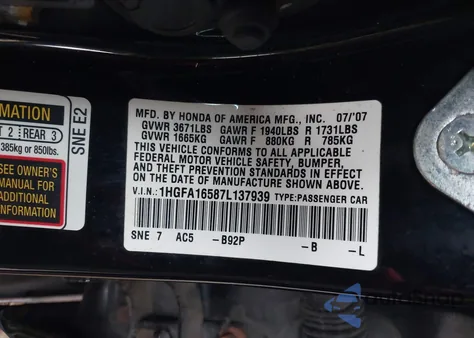 MFD. BY HONDA OF AMERICA MFG., INC. 07/'07
GVWR 3671LBS GAWR F 1940LBS R 1731LBS
GVWR 1665KG GAWR F 880KG R 785KG
THIS VEHICLE CONFORMS TO ALL APPLICABLE
FEDERAL MOTOR VEHICLE SAFETY, BUMPER,
AND THEFT PREVENTION STANDARDS IN EFFECT
ON THE DATE OF MANUFACTURE SHOWN ABOVE.
V.I.N.: 1HGFA16587L137939 TYPE:PASSENGER CAR
SNE 7 AC5 -B92P -B -L
SNE E2
MATION
T 2 REAR 3
385kg or 850lbs.
SEE OWNER'S
MANUAL FOR
ADDITIONAL
INFORMATION